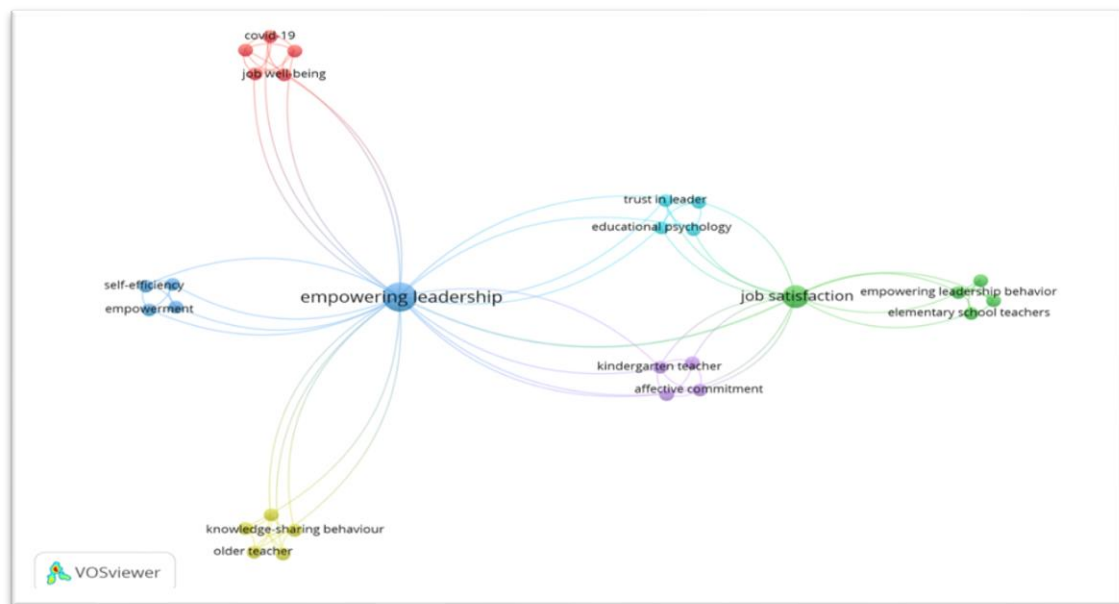 covid-19
job well-being
trust in leader
educational psychology
self-efficiency
empowerment
empowering leadership
job satisfaction
empowering leadership behavior
elementary school teachers
kindergarten teacher
affective commitment
knowledge-sharing behaviour
older teacher
VOSviewer